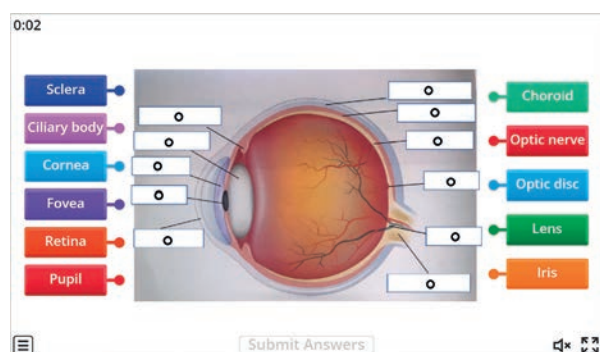 0:02
Sclera
Ciliary body
Cornea
Fovea
Retina
Pupil
Choroid
Optic nerve
Optic disc
Lens
Iris
Submit Answers